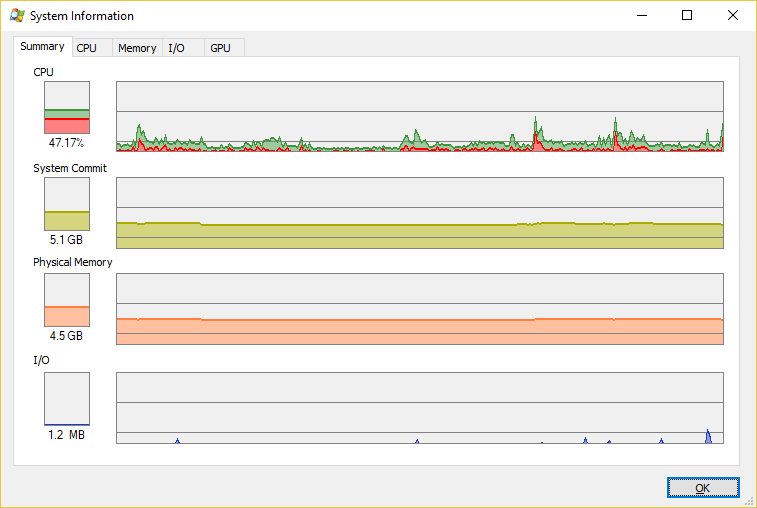 System Information
Summary CPU Memory I/O GPU
CPU
47.17%
System Commit
5.1 GB
Physical Memory
4.5 GB
I/O
1.2 MB
OK